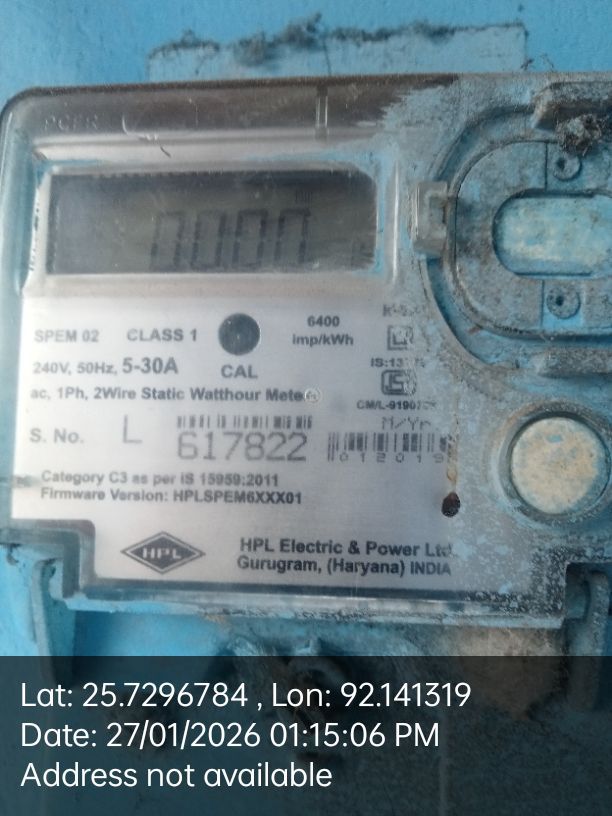 00.00
SPEM 02 CLASS 1
6400
imp/kWh
240V, 50Hz, 5-30A
CAL
ac, 1Ph, 2Wire Static Watthour Meter
S. No. L 617822
M/Yr
012019
Category C3 as per IS 15959:2011
Firmware Version: HPLSPEM6XXX01
HPL
HPL Electric & Power Ltd
Gurugram, (Haryana) INDIA
Lat: 25.7296784 , Lon: 92.141319
Date: 27/01/2026 01:15:06 PM
Address not available